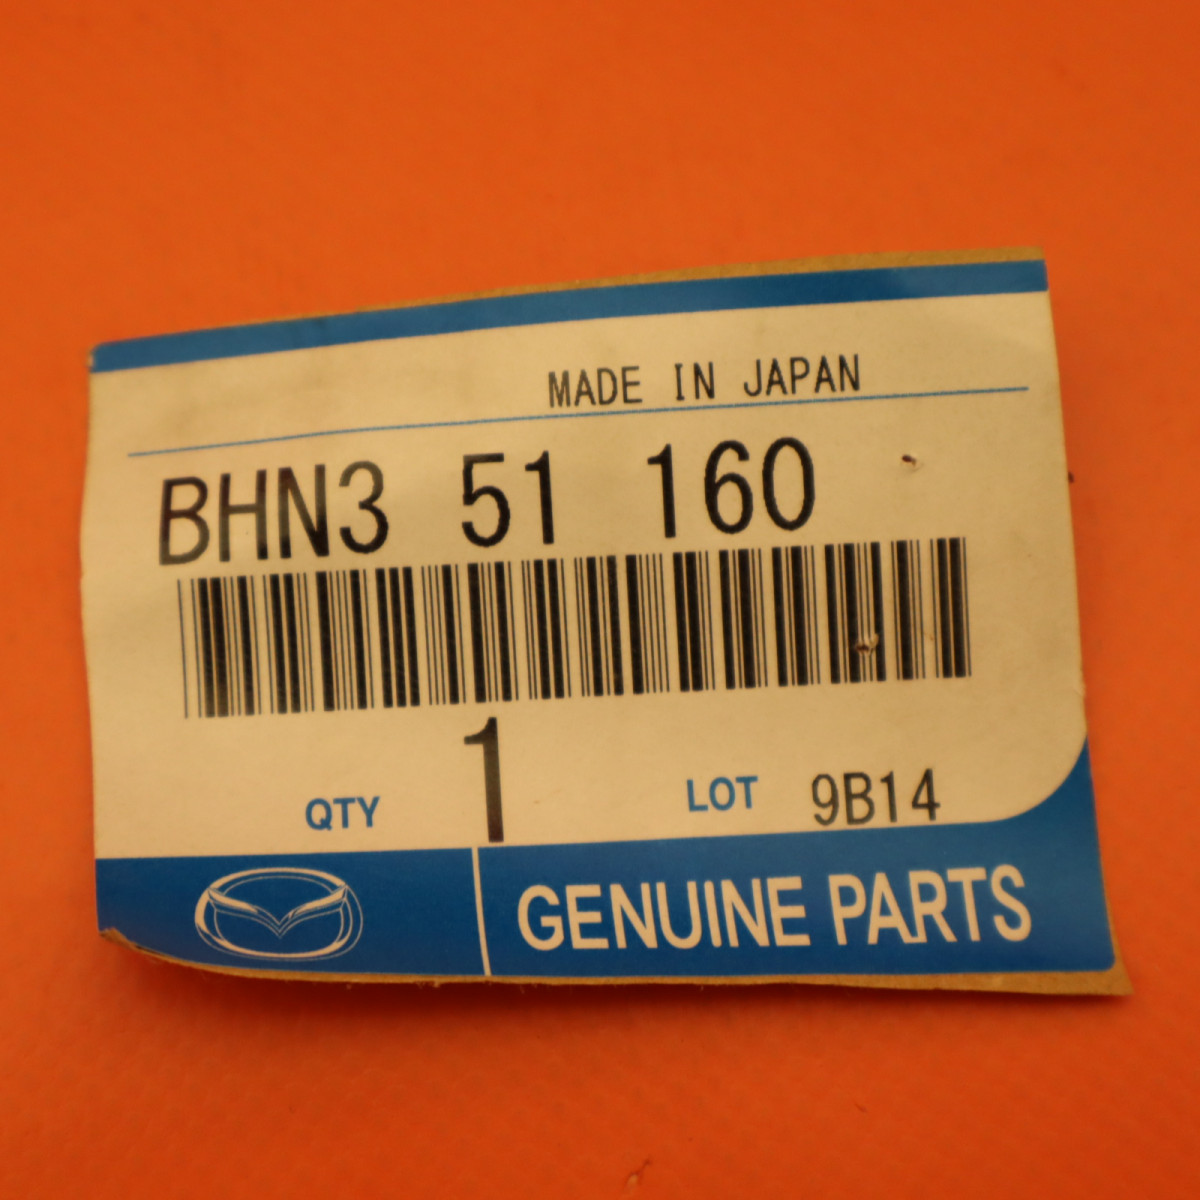 MADE IN JAPAN
BHN3 51 160
QTY 1 LOT 9B14
GENUINE PARTS